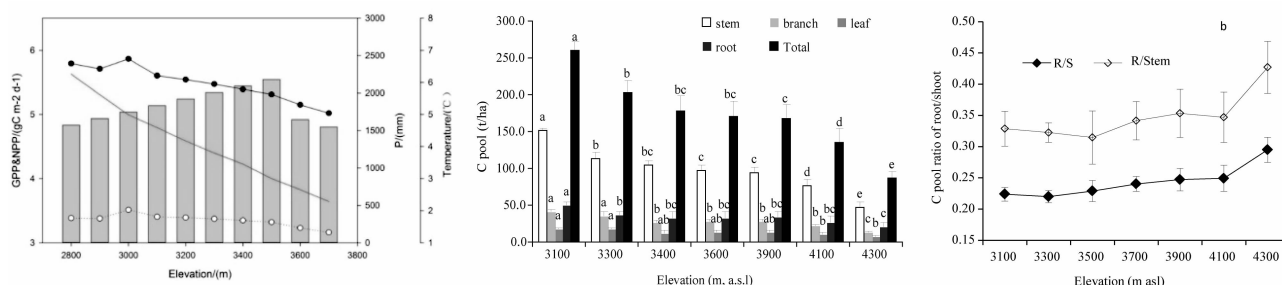 GPP&NPP/(gC m-2 d-1)
6
5
4
3
3000
2500
2000
1500
1000
500
0
P/(mm)
8
7
6
5
4
3
2
1
Temperature/(℃)
2800 3000 3200 3400 3600 3800
Elevation/(m)
C pool (t/ha)
300.0
250.0
200.0
150.0
100.0
50.0
0.0
stem branch leaf
root Total
a a b a a
b a b a b
bc b ab b bc
c b ab b bc
c b ab b c
d b b b d
e c b c e
3100 3300 3400 3700 3900 4100 4300
Elevation (m, a.s.l)
C pool ratio of root/shoot
0.50
0.45
0.40
0.35
0.30
0.25
0.20
0.15
b
R/S R/Stem
3100 3300 3500 3700 3900 4100 4300
Elevation (m asl)